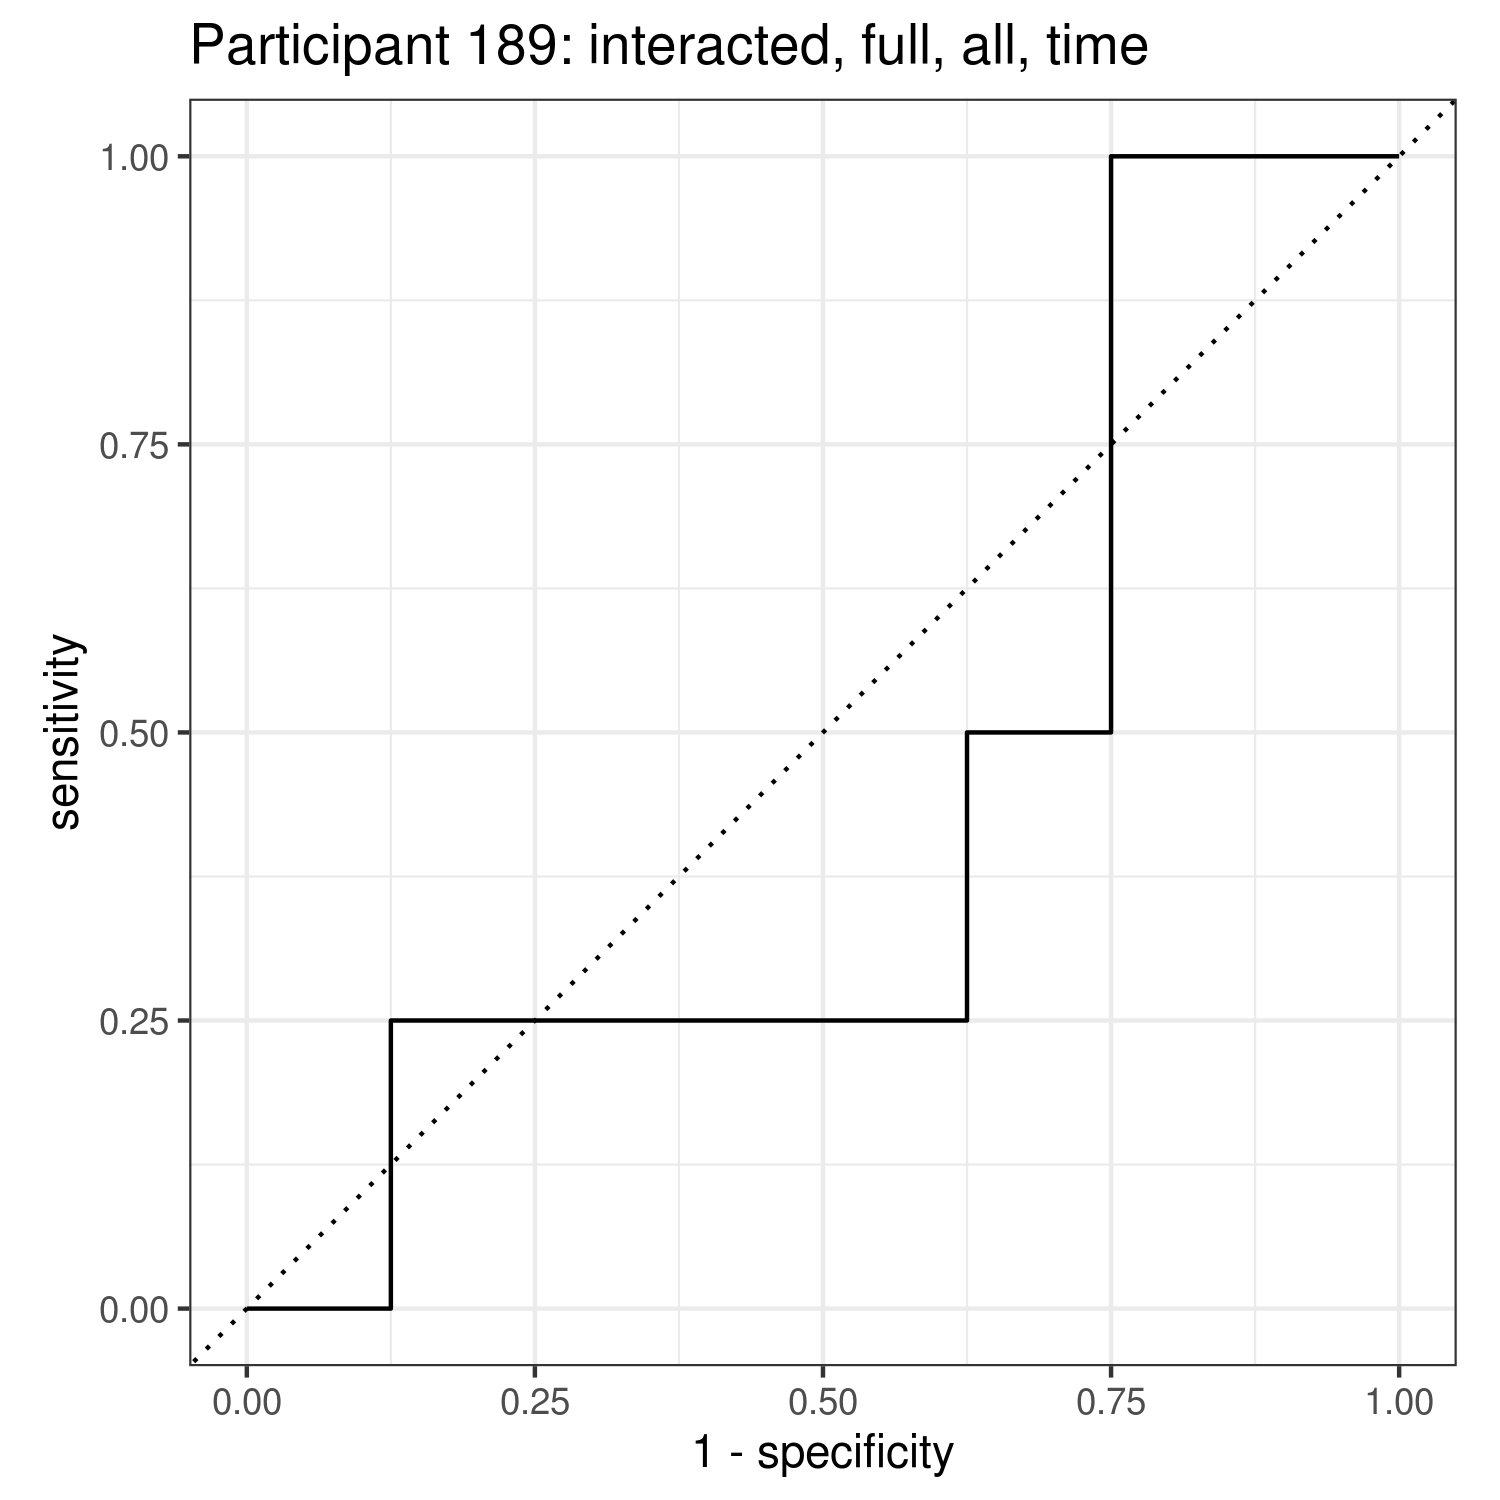 Participant 189: interacted, full, all, time
1.00
0.75
0.50
0.25
0.00
sensitivity
0.00 0.25 0.50 0.75 1.00
1 - specificity